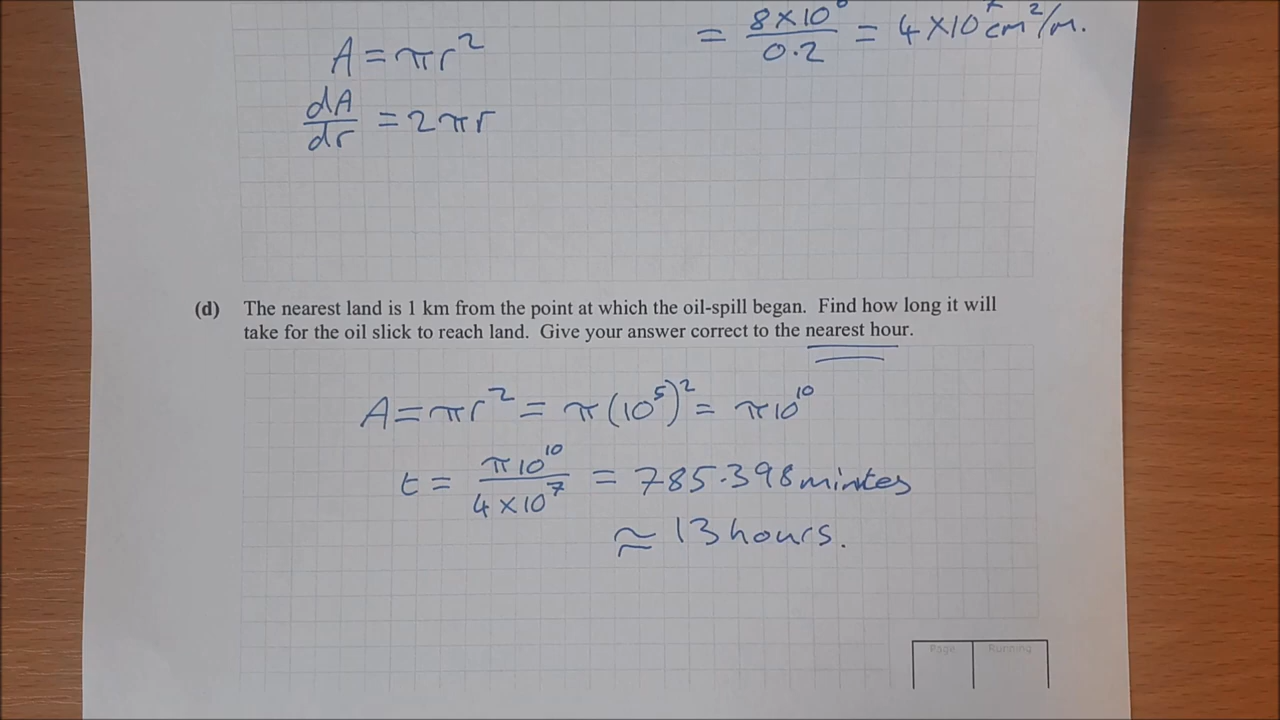 A = πr²
= 8×10⁶/0.2 = 4×10⁷ cm²/m.
dA/dr = 2πr
(d) The nearest land is 1 km from the point at which the oil-spill began. Find how long it will
take for the oil slick to reach land. Give your answer correct to the nearest hour.
A = πr² = π(10⁵)² = π10¹⁰
t = π10¹⁰/4×10⁷ = 785.398 mintes
≈ 13 hours.
Page Running